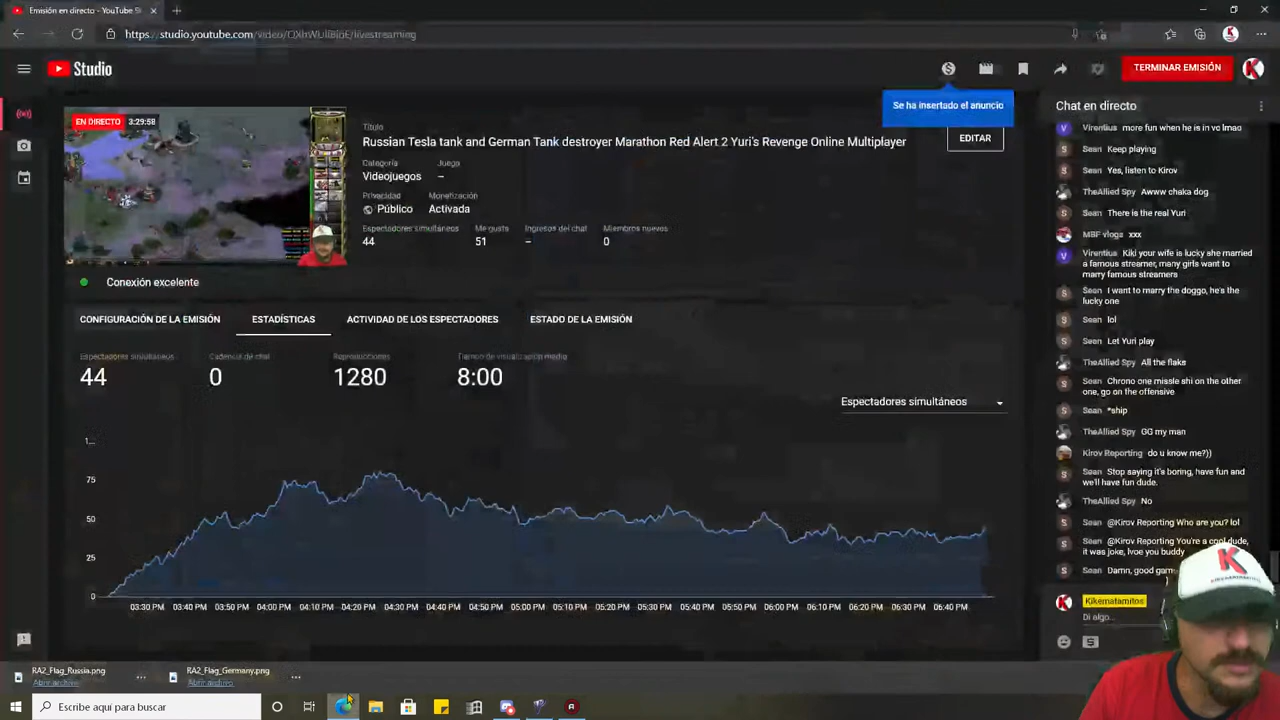 Emisión en directo - YouTube S
https://studio.youtube.com/video/
/livestreaming
Studio
TERMINAR EMISIÓN
Se ha insertado el anuncio
EN DIRECTO 3:29:58
Título
Russian Tesla tank and German Tank destroyer Marathon Red Alert 2 Yuri's Revenge Online Multiplayer
EDITAR
Categoría Juego
Videojuegos –
Privacidad Monetización
Público Activada
Espectadores simultáneos Me gusta Ingresos del chat Miembros nuevos
44 51 – 0
Conexión excelente
CONFIGURACIÓN DE LA EMISIÓN ESTADÍSTICAS ACTIVIDAD DE LOS ESPECTADORES ESTADO DE LA EMISIÓN
Espectadores simultáneos Cadencia de chat Reproducciones Tiempo de visualización medio
44 0 1280 8:00
Espectadores simultáneos
1...
75
50
25
0
03:30 PM 03:40 PM 03:50 PM 04:00 PM 04:10 PM 04:20 PM 04:30 PM 04:40 PM 04:50 PM 05:00 PM 05:10 PM 05:20 PM 05:30 PM 05:40 PM 05:50 PM 06:00 PM 06:10 PM 06:20 PM 06:30 PM 06:40 PM
Chat en directo
Virentius more fun when he is in vc lmao
Sean Keep playing
Sean Yes, listen to Kirov
TheAllied Spy Awww chaka dog
Sean There is the real Yuri
MBF vlogs xxx
Virentius Kiki your wife is lucky she married
a famous streamer, many girls want to
marry famous streamers
Sean I want to marry the doggo, he's the
lucky one
Sean lol
Sean Let Yuri play
TheAllied Spy All the flaks
Sean Chrono one missle shi on the other
one, go on the offensive
Sean *ship
TheAllied Spy GG my man
Kirov Reporting do u know me?))
Sean Stop saying it's boring, have fun and
we'll have fun dude.
TheAllied Spy No
Sean @Kirov Reporting Who are you? lol
Sean @Kirov Reporting You're a cool dude,
it was joke, lvoe you buddy
Sean Damn, good game
Kikematamitos
Di algo...
K
RA2_Flag_Russia.png
Abrir archivo
RA2_Flag_Germany.png
Abrir archivo
Escribe aquí para buscar